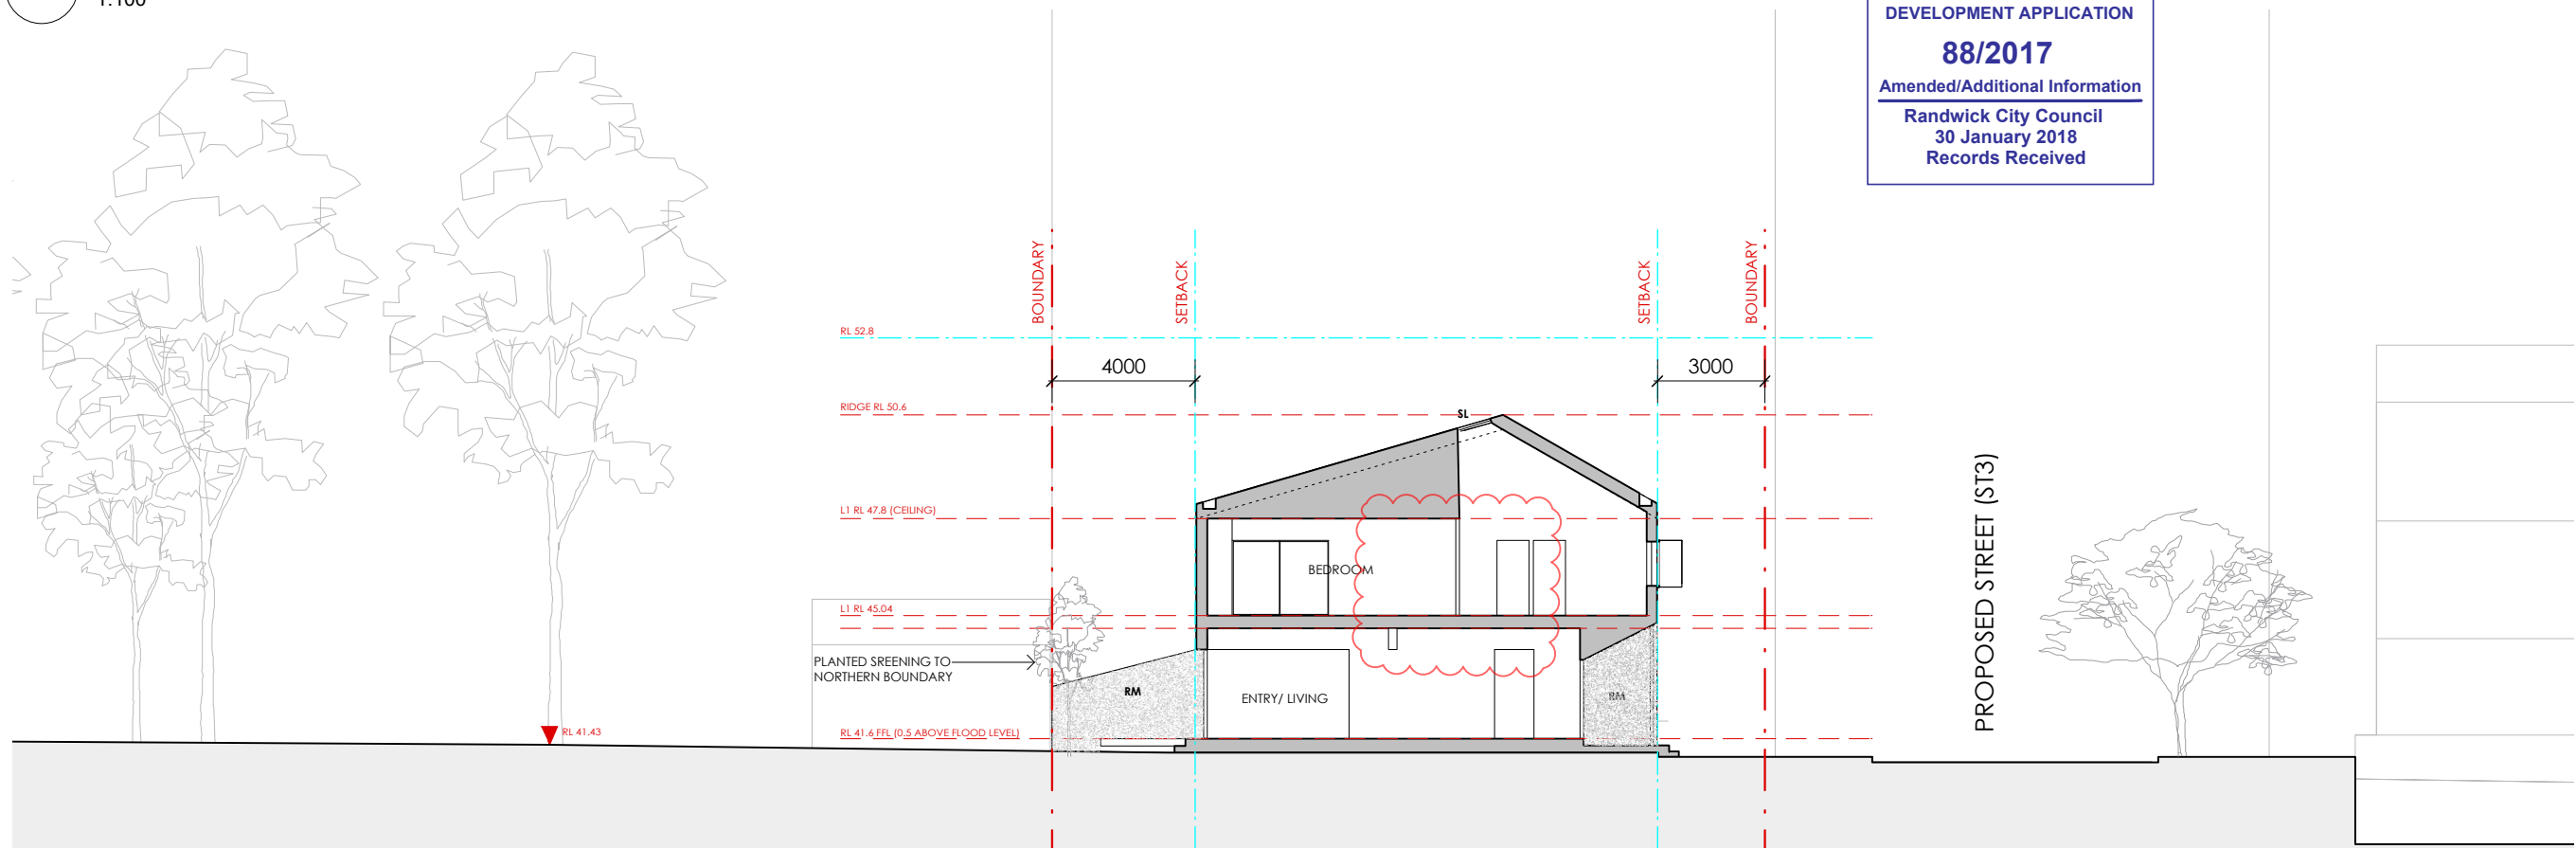 1:100
DEVELOPMENT APPLICATION
88/2017
Amended/Additional Information
Randwick City Council
30 January 2018
Records Received
BOUNDARY
SETBACK
SETBACK
BOUNDARY
RL 52.8
4000
3000
RIDGE RL 50.6
SL
L1 RL 47.8 (CEILING)
BEDROOM
L1 RL 45.04
PLANTED SREENING TO
NORTHERN BOUNDARY
RM
ENTRY/ LIVING
RM
RL 41.43
RL 41.6 FFL (0.5 ABOVE FLOOD LEVEL)
PROPOSED STREET (ST3)